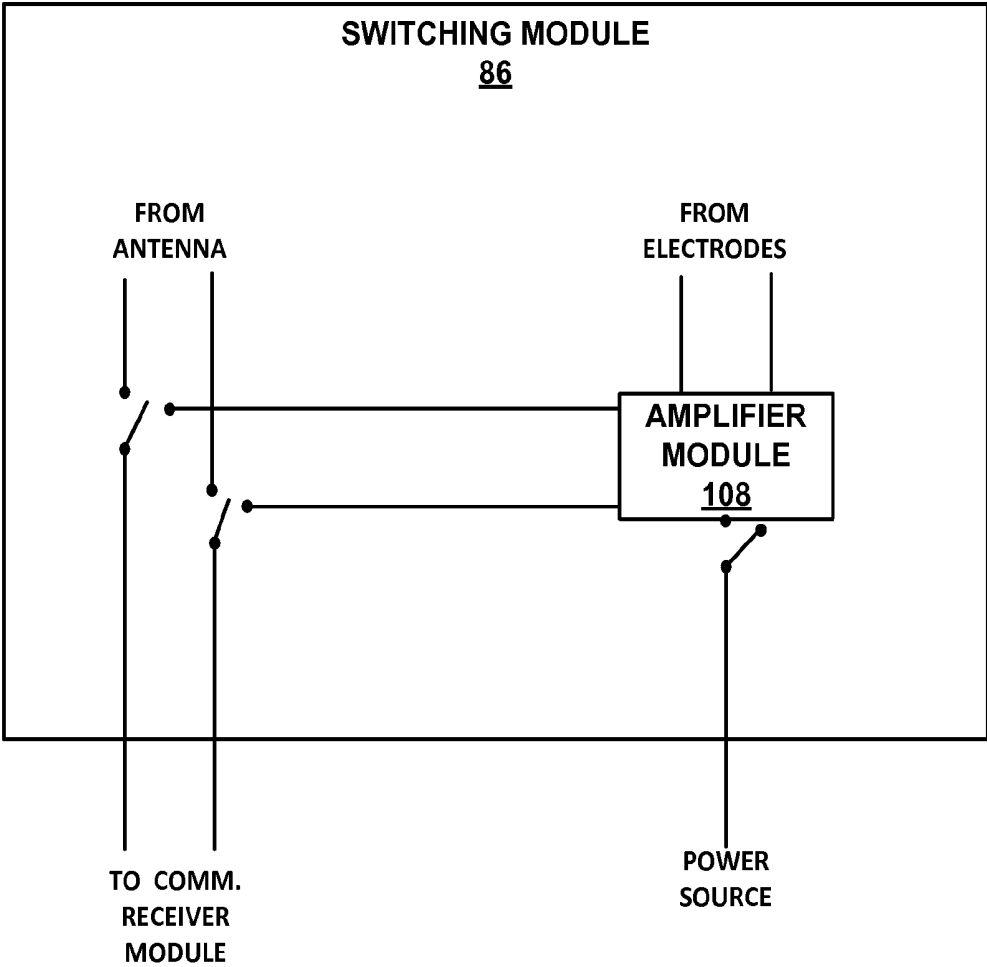 SWITCHING MODULE
86
FROM
ANTENNA
FROM
ELECTRODES
AMPLIFIER
MODULE
108
POWER
SOURCE
TO COMM.
RECEIVER
MODULE